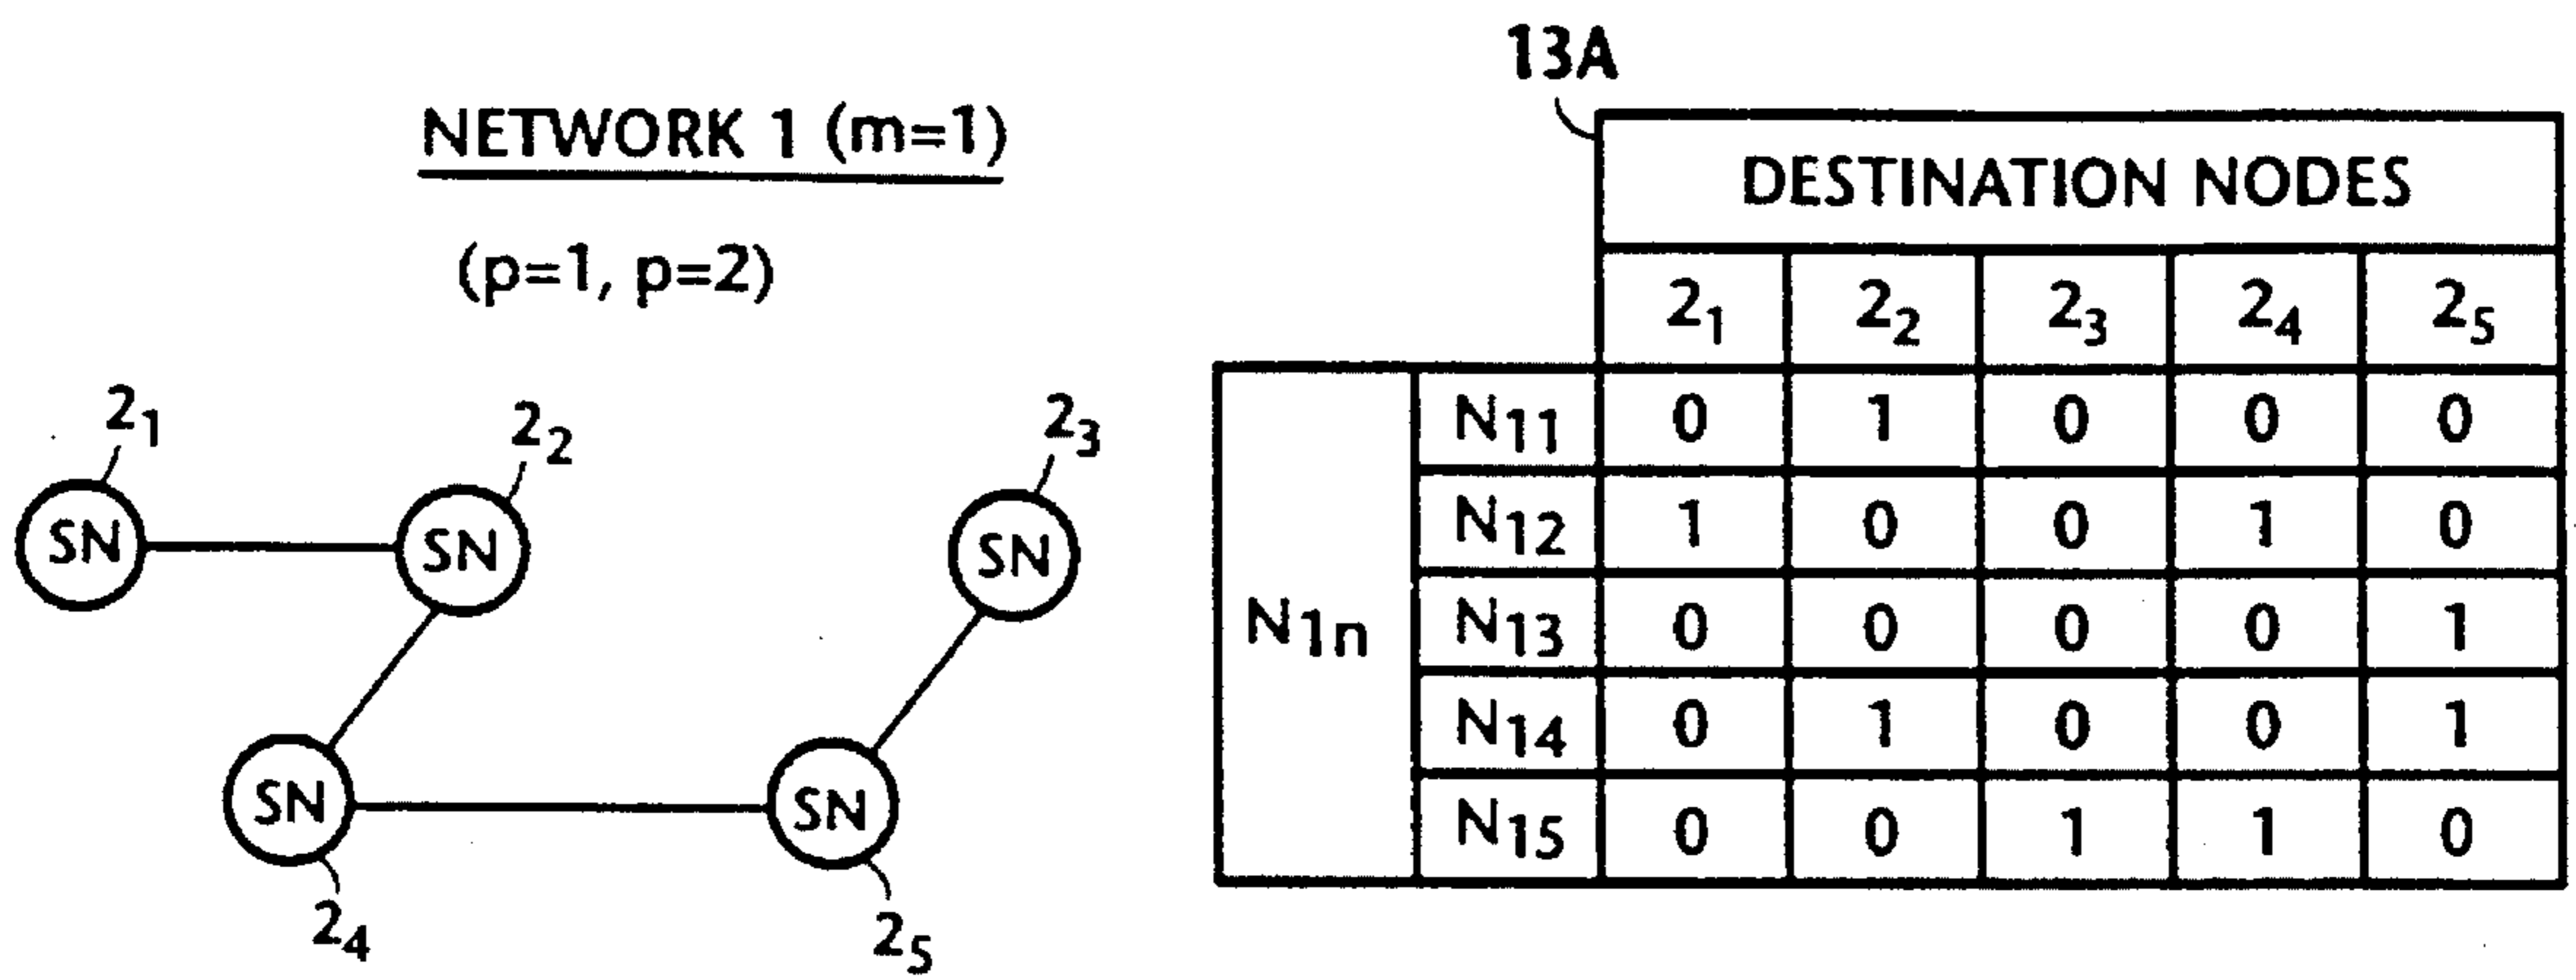 NETWORK 1 (m=1)
(p=1, p=2)
2₁
2₂
2₃
SN
SN
SN
SN
SN
2₄
2₅
13A
DESTINATION NODES
2₁ 2₂ 2₃ 2₄ 2₅
N₁ₙ
N₁₁ 0 1 0 0 0
N₁₂ 1 0 0 1 0
N₁₃ 0 0 0 0 1
N₁₄ 0 1 0 0 1
N₁₅ 0 0 1 1 0